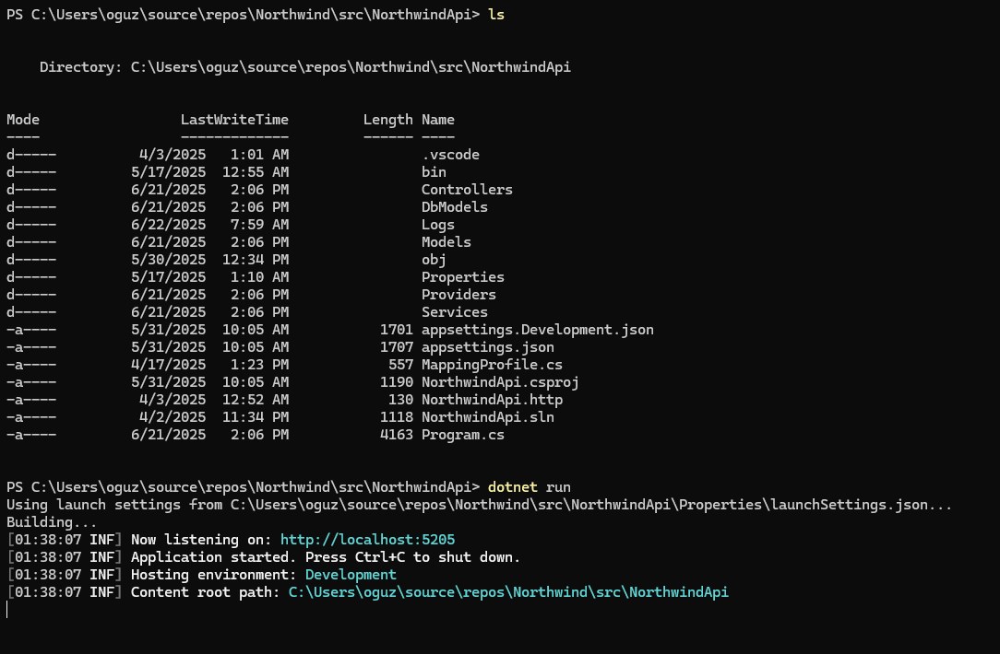 PS C:\Users\oguz\source\repos\Northwind\src\NorthwindApi> ls
Directory: C:\Users\oguz\source\repos\Northwind\src\NorthwindApi
Mode                 LastWriteTime         Length Name
----                 -------------         ------ ----
d-----          4/3/2025   1:01 AM                .vscode
d-----         5/17/2025  12:55 AM                bin
d-----         6/21/2025   2:06 PM                Controllers
d-----         6/21/2025   2:06 PM                DbModels
d-----         6/22/2025   7:59 AM                Logs
d-----         6/21/2025   2:06 PM                Models
d-----         5/30/2025  12:34 PM                obj
d-----         5/17/2025   1:10 AM                Properties
d-----         6/21/2025   2:06 PM                Providers
d-----         6/21/2025   2:06 PM                Services
-a----         5/31/2025  10:05 AM           1701 appsettings.Development.json
-a----         5/31/2025  10:05 AM           1707 appsettings.json
-a----         4/17/2025   1:23 PM            557 MappingProfile.cs
-a----         5/31/2025  10:05 AM           1190 NorthwindApi.csproj
-a----          4/3/2025  12:52 AM            130 NorthwindApi.http
-a----          4/2/2025  11:34 PM           1118 NorthwindApi.sln
-a----         6/21/2025   2:06 PM           4163 Program.cs
PS C:\Users\oguz\source\repos\Northwind\src\NorthwindApi> dotnet run
Using launch settings from C:\Users\oguz\source\repos\Northwind\src\NorthwindApi\Properties\launchSettings.json...
Building...
[01:38:07 INF] Now listening on: http://localhost:5205
[01:38:07 INF] Application started. Press Ctrl+C to shut down.
[01:38:07 INF] Hosting environment: Development
[01:38:07 INF] Content root path: C:\Users\oguz\source\repos\Northwind\src\NorthwindApi